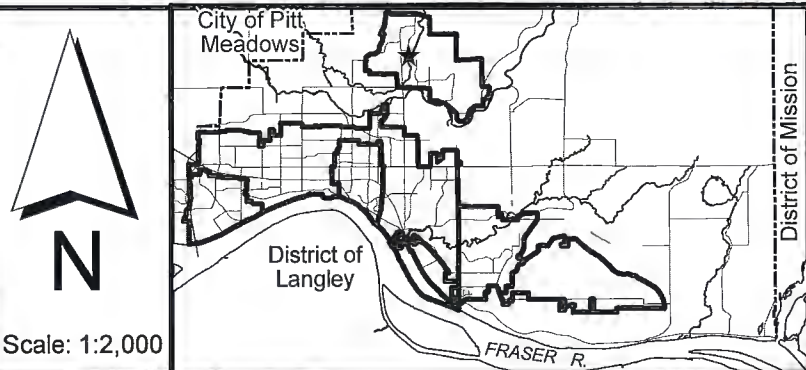 N
Scale: 1:2,000
City of Pitt
Meadows
District of
Langley
FRASER R.
District of Mission